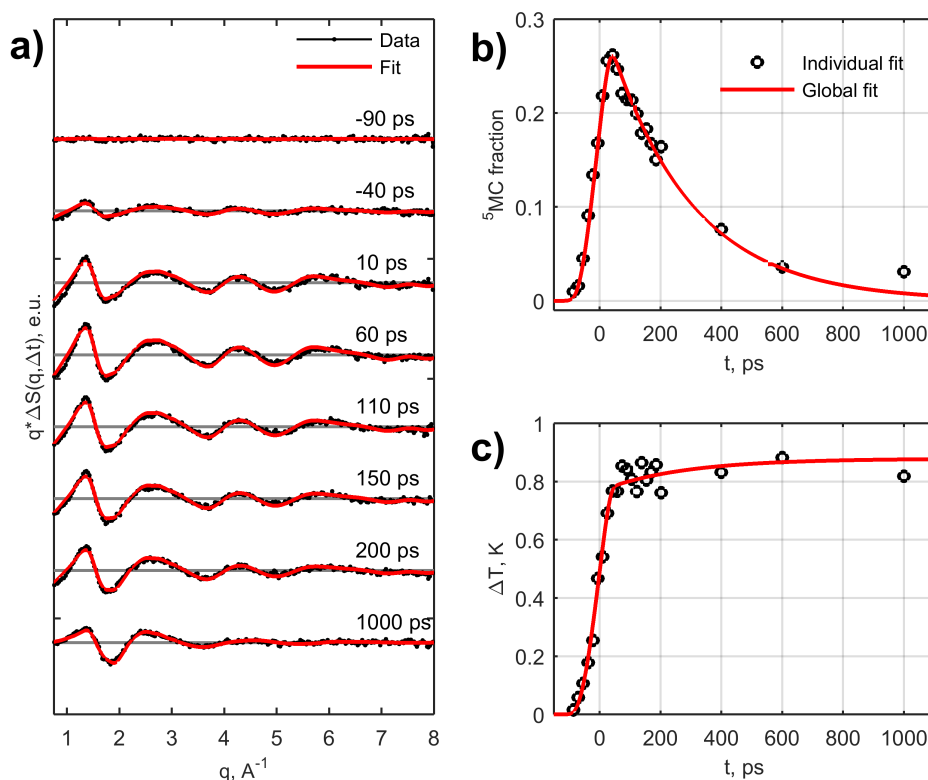 a)
Data
Fit
-90 ps
-40 ps
10 ps
60 ps
110 ps
150 ps
200 ps
1000 ps
q*ΔS(q,Δt), e.u.
1 2 3 4 5 6 7 8
q, A⁻¹
b)
Individual fit
Global fit
0.3
0.2
0.1
0
⁵MC fraction
0 200 400 600 800 1000
t, ps
c)
1
0.8
0.6
0.4
0.2
0
ΔT, K
0 200 400 600 800 1000
t, ps